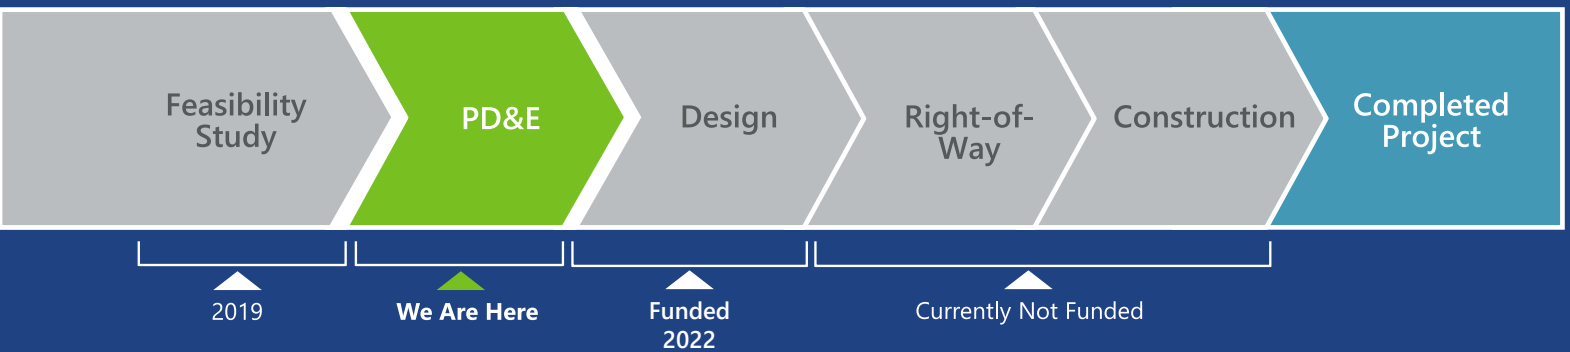 Feasibility
Study
PD&E
Design
Right-of-
Way
Construction
Completed
Project
2019
We Are Here
Funded
2022
Currently Not Funded